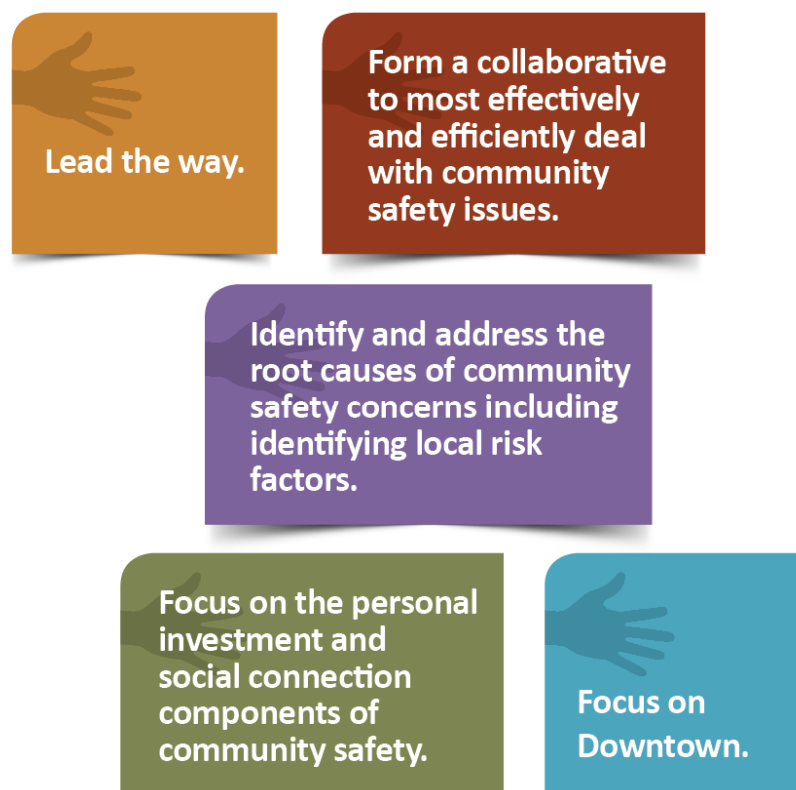 Lead the way.
Form a collaborative
to most effectively
and efficiently deal
with community
safety issues.
Identify and address the
root causes of community
safety concerns including
identifying local risk
factors.
Focus on the personal
investment and
social connection
components of
community safety.
Focus on
Downtown.